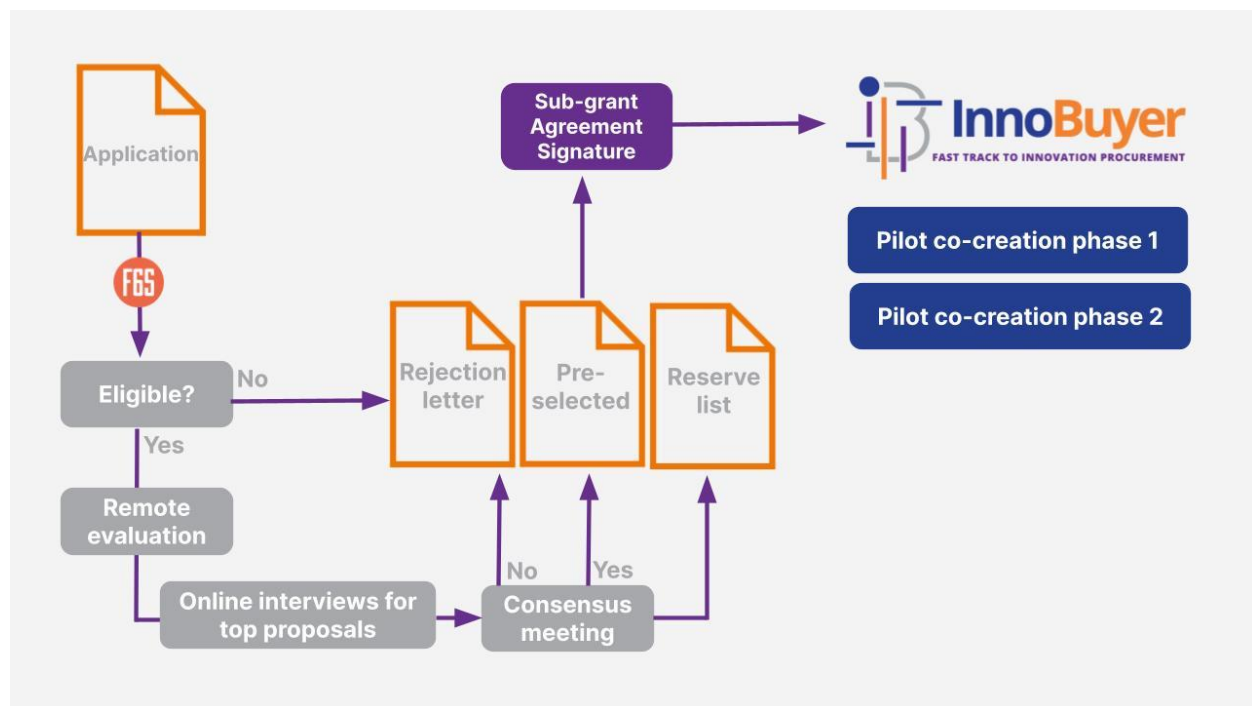 Application
F6S
Eligible?
No
Yes
Remote
evaluation
Online interviews for
top proposals
Consensus
meeting
No
Yes
Rejection
letter
Pre-
selected
Reserve
list
Sub-grant
Agreement
Signature
InnoBuyer
FAST TRACK TO INNOVATION PROCUREMENT
Pilot co-creation phase 1
Pilot co-creation phase 2